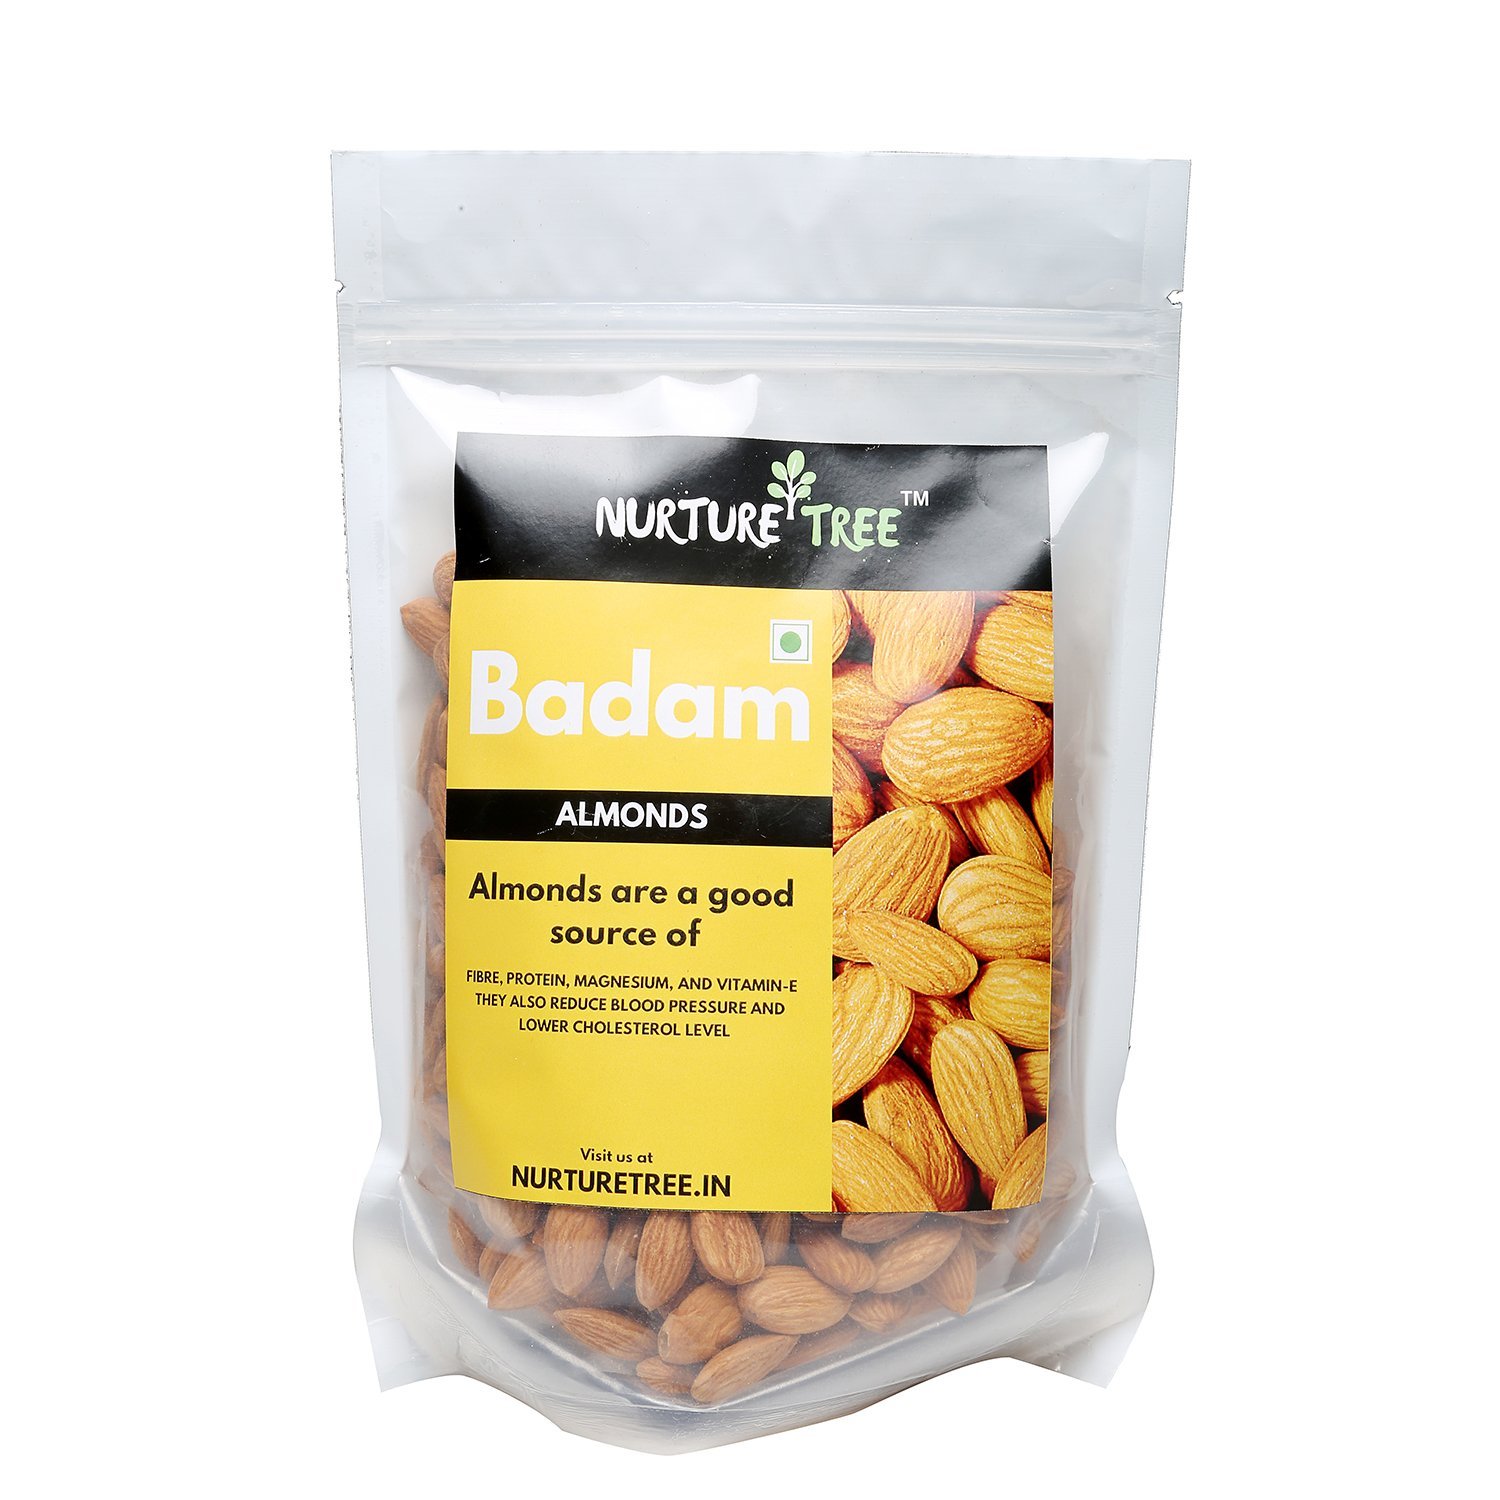 NURTURE TREE™
Badam
ALMONDS
Almonds are a good
source of
FIBRE, PROTEIN, MAGNESIUM, AND VITAMIN-E
THEY ALSO REDUCE BLOOD PRESSURE AND
LOWER CHOLESTEROL LEVEL
Visit us at
NURTURETREE.IN